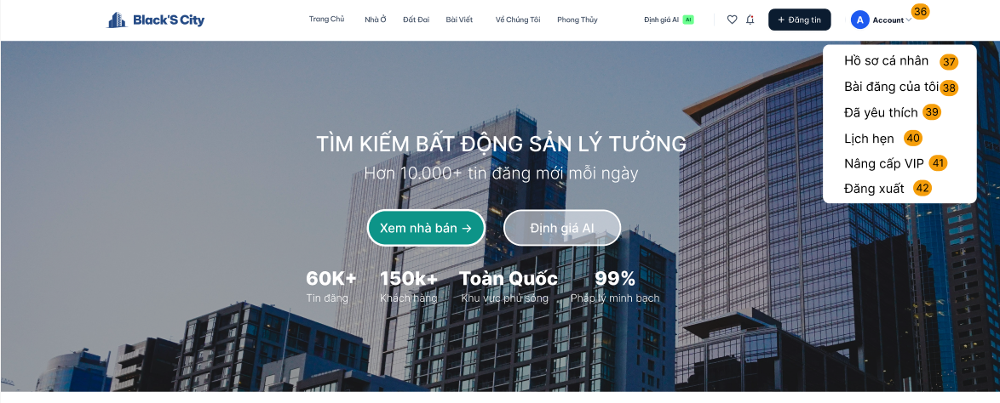 Black'S City Trang Chủ Nhà Ở Đất Đai Bài Viết Về Chúng Tôi Phong Thủy Định giá AI AI + Đăng tin A Account 36
Hồ sơ cá nhân 37
Bài đăng của tôi 38
Đã yêu thích 39
Lịch hẹn 40
Nâng cấp VIP 41
Đăng xuất 42
TÌM KIẾM BẤT ĐỘNG SẢN LÝ TƯỞNG
Hơn 10.000+ tin đăng mới mỗi ngày
Xem nhà bán → Định giá AI
60K+ 150k+ Toàn Quốc 99%
Tin đăng Khách hàng Khu vực phủ sóng Pháp lý minh bạch